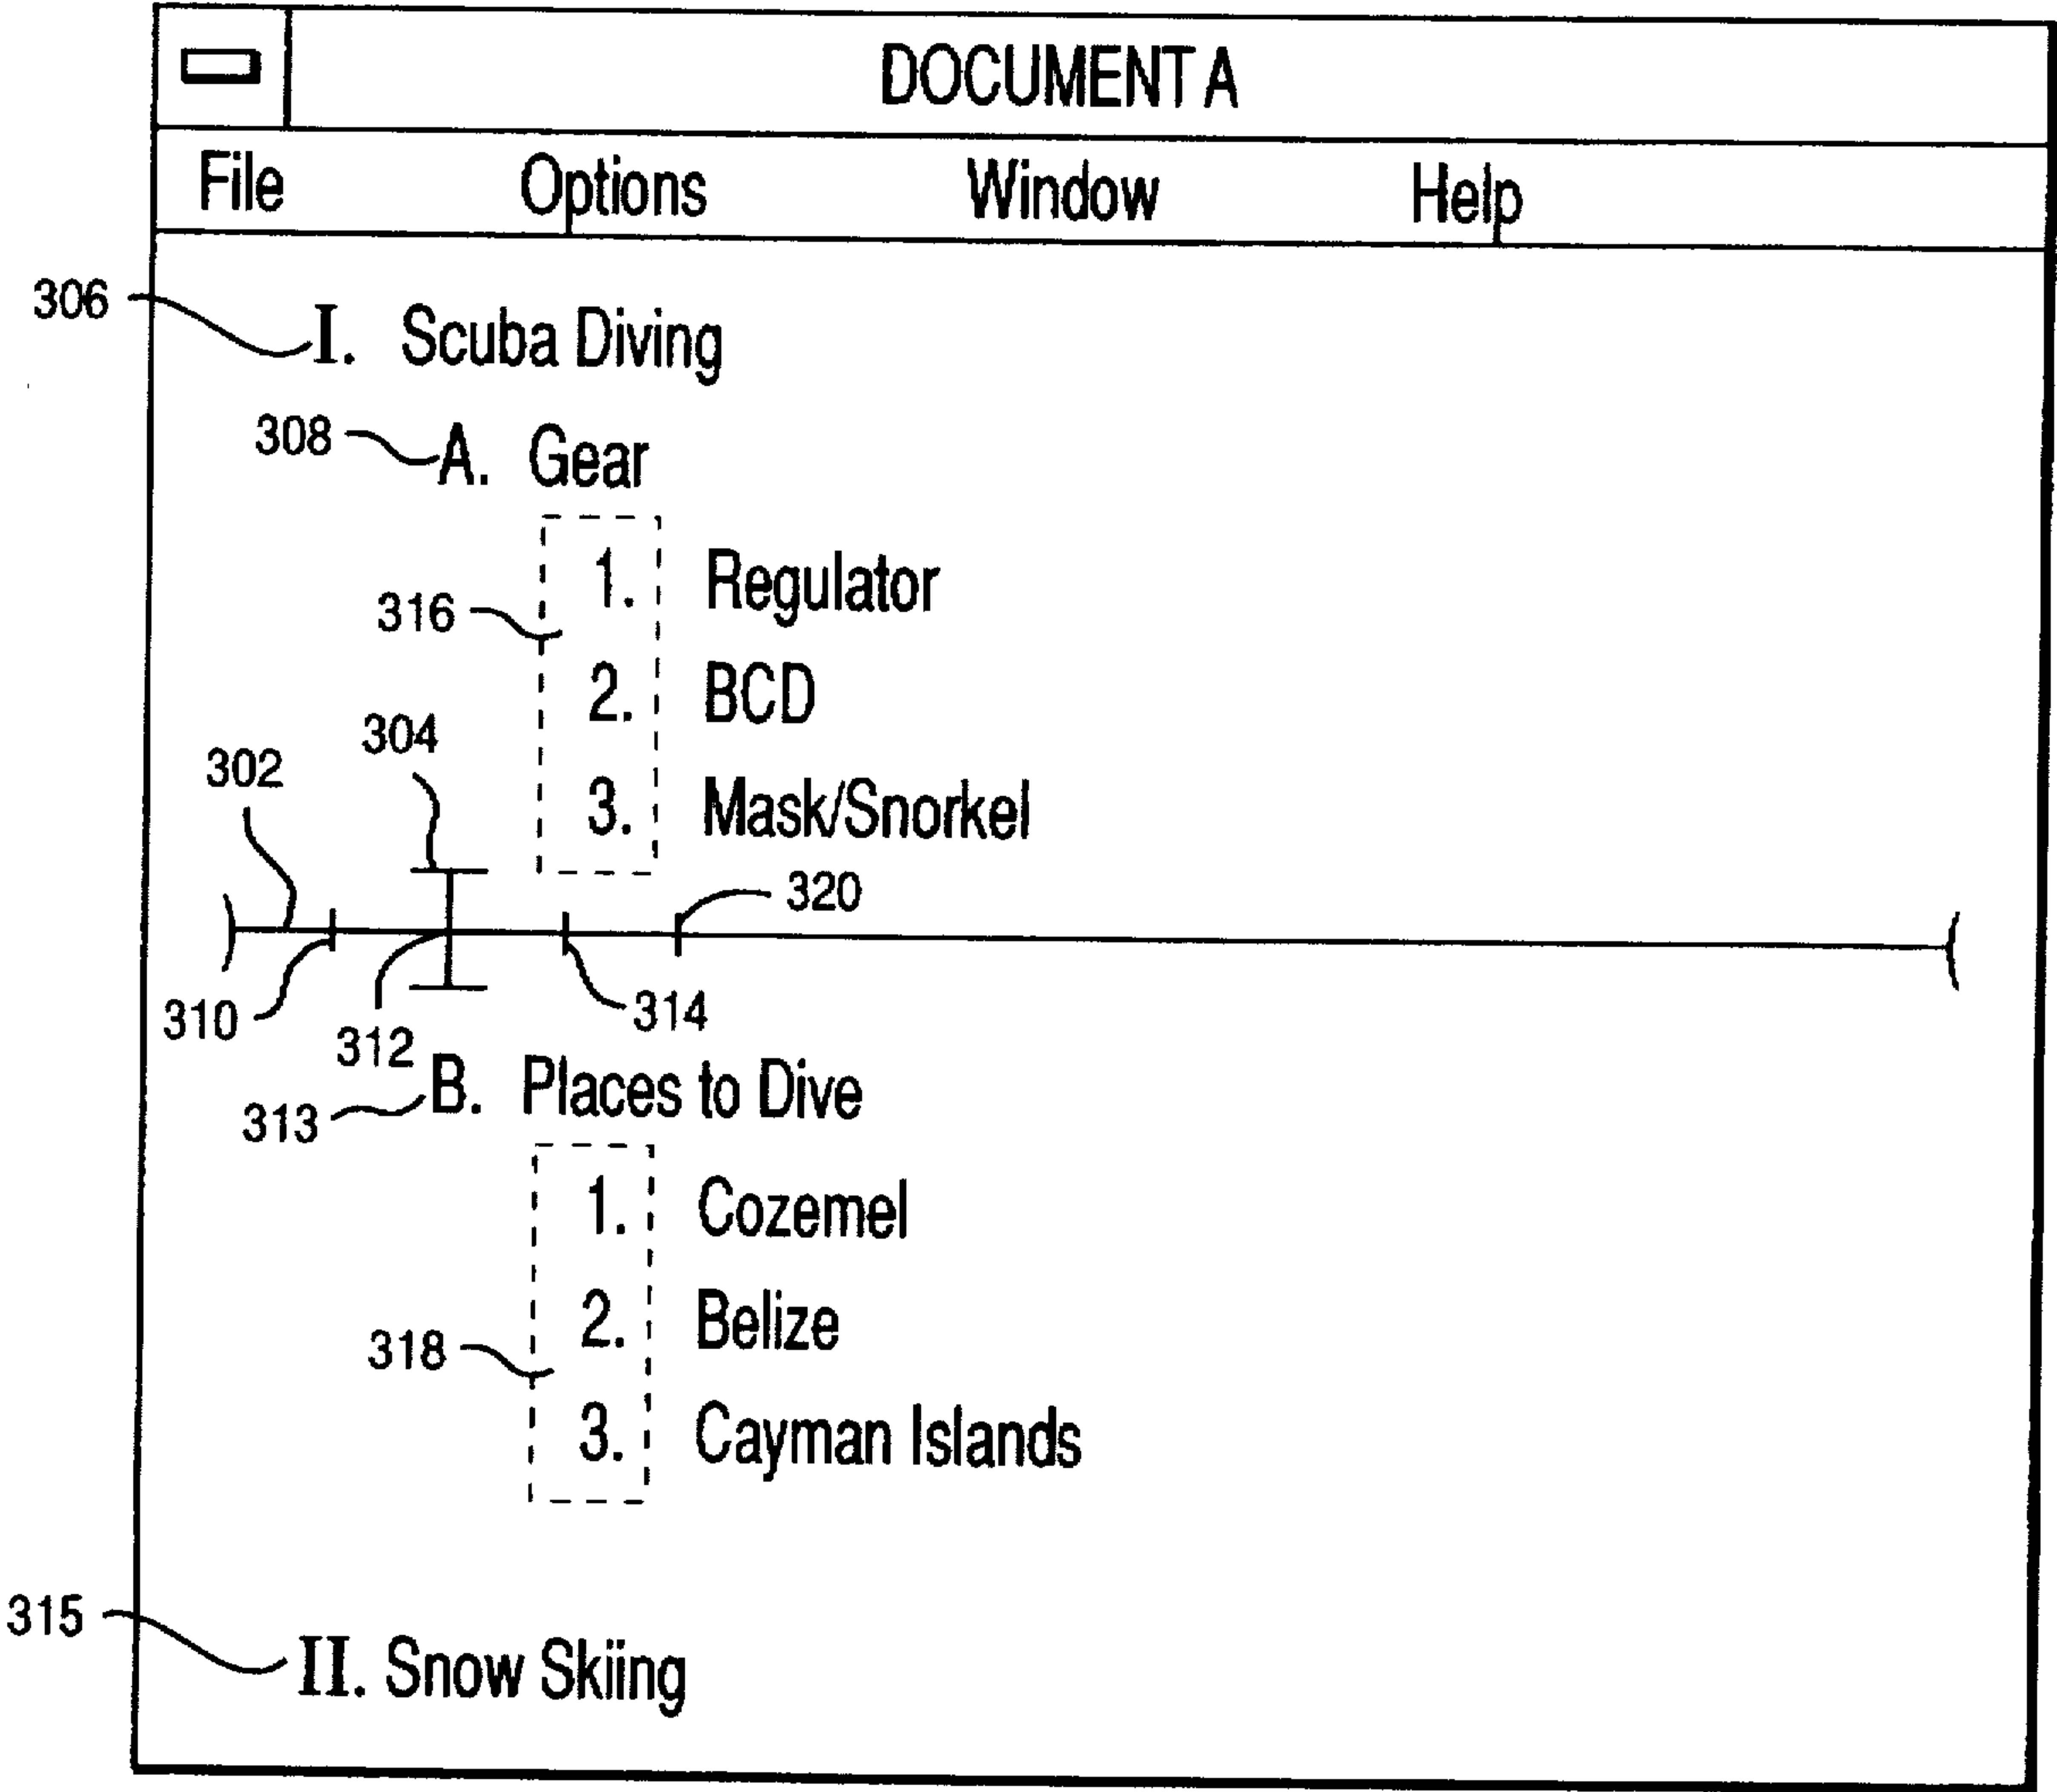 DOCUMENT A
File Options Window Help
306 I. Scuba Diving
308 A. Gear
1. Regulator
316
2. BCD
304
302
3. Mask/Snorkel
320
310 312 314
313 B. Places to Dive
1. Cozemel
2. Belize
318
3. Cayman Islands
315
II. Snow Skiing